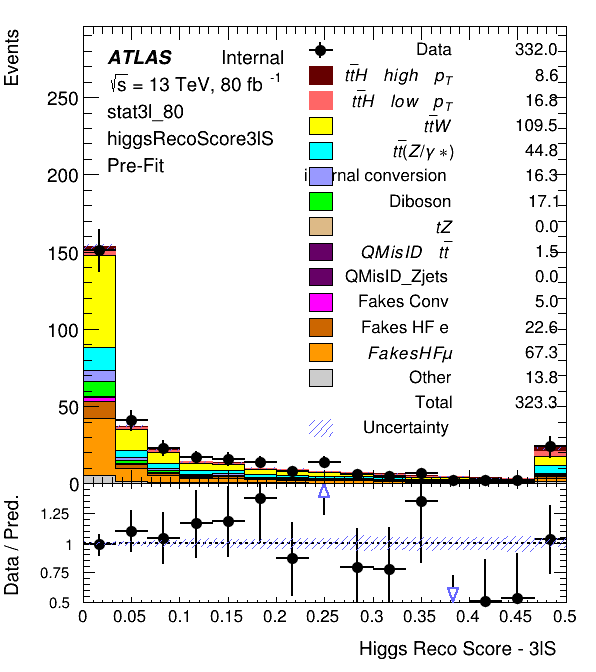 Events
ATLAS Internal
√s = 13 TeV, 80 fb⁻¹
stat3l_80
higgsRecoScore3lS
Pre-Fit
Data 332.0
tt̄H high p_T 8.6
tt̄H low p_T 16.8
tt̄W 109.5
tt̄(Z/γ*) 44.8
internal conversion 16.3
Diboson 17.1
tZ 0.0
QMisID tt̄ 1.5
QMisID_Zjets 0.0
Fakes Conv 5.0
Fakes HF e 22.6
FakesHFμ 67.3
Other 13.8
Total 323.3
Uncertainty
250
200
150
100
50
0
Data / Pred.
1.25
1
0.75
0.5
0 0.05 0.1 0.15 0.2 0.25 0.3 0.35 0.4 0.45 0.5
Higgs Reco Score - 3lS